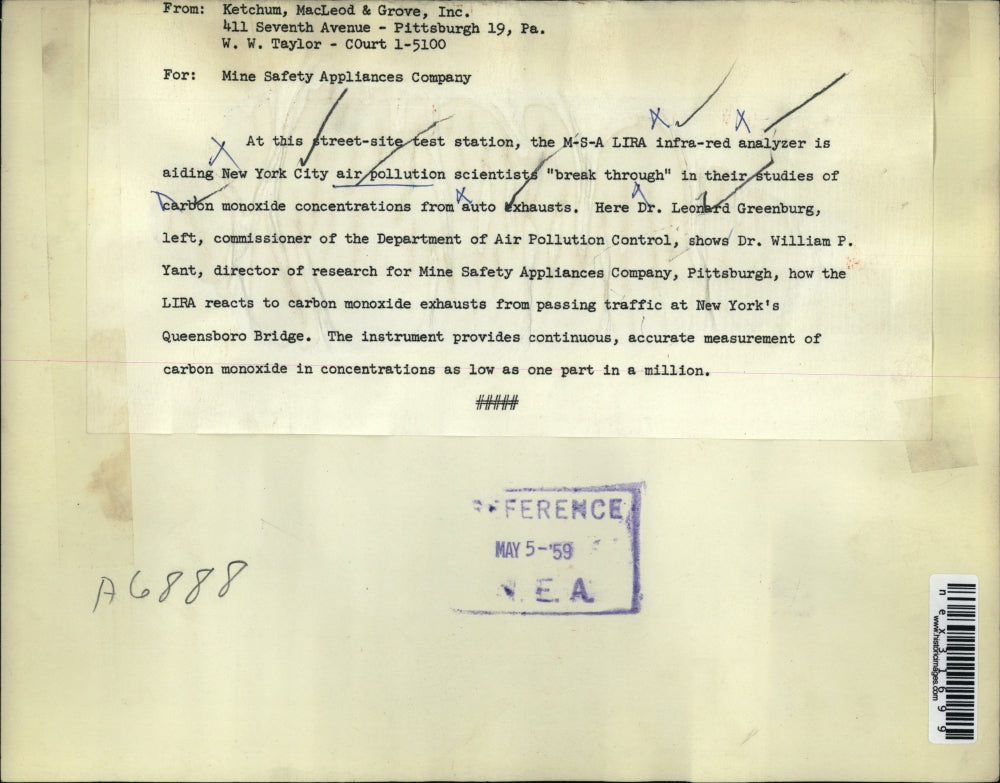 From: Ketchum, MacLeod & Grove, Inc.
411 Seventh Avenue - Pittsburgh 19, Pa.
W. W. Taylor - COurt 1-5100
For: Mine Safety Appliances Company
At this street-site test station, the M-S-A LIRA infra-red analyzer is
aiding New York City air pollution scientists "break through" in their studies of
carbon monoxide concentrations from auto exhausts. Here Dr. Leonard Greenburg,
left, commissioner of the Department of Air Pollution Control, shows Dr. William P.
Yant, director of research for Mine Safety Appliances Company, Pittsburgh, how the
LIRA reacts to carbon monoxide exhausts from passing traffic at New York's
Queensboro Bridge. The instrument provides continuous, accurate measurement of
carbon monoxide in concentrations as low as one part in a million.
#####
REFERENCE
MAY 5-'59
N.E.A
A6888
www.historicimages.com
nex31699